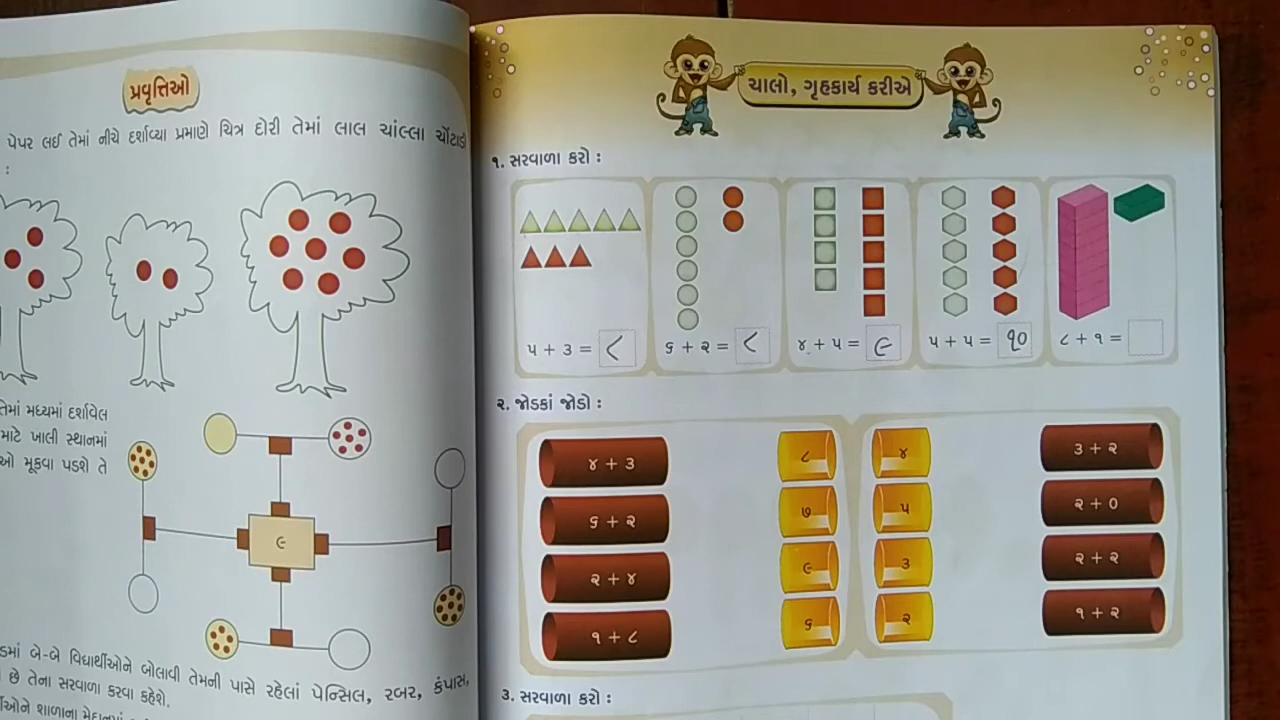 પ્રવૃત્તિઓ
પેપર લઈ તેમાં નીચે દર્શાવ્યા પ્રમાણે ચિત્ર દોરી તેમાં લાલ ચાંલ્લા ચોંટાડી
:
તેમાં મધ્યમાં દર્શાવેલ
માટે ખાલી સ્થાનમાં
ઓ મૂકવા પડશે તે
૯
ડમાં બે-બે વિદ્યાર્થીઓને બોલાવી તેમની પાસે રહેલાં પેન્સિલ, રબર, કંપાસ,
છે તેના સરવાળા કરવા કહેશે.
ર્થીઓને શાળાના મેદાનમાં
ચાલો, ગૃહકાર્ય કરીએ
૧. સરવાળા કરો :
૫ + ૩ = ૮
૬ + ૨ = ૮
૪ + ૫ = ૯
૫ + ૫ = ૧૦
૮ + ૧ =
૨. જોડકાં જોડો :
૪ + ૩ ૮ ૪ ૩ + ૨
૬ + ૨ ૭ ૫ ૨ + ૦
૨ + ૪ ૯ ૩ ૨ + ૨
૧ + ૮ ૬ ૨ ૧ + ૨
૩. સરવાળા કરો :